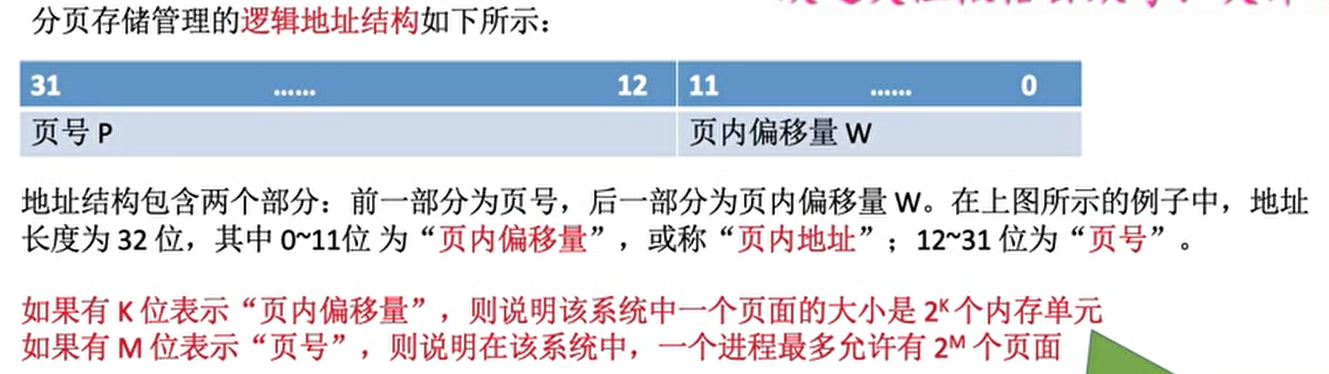 分页存储管理的逻辑地址结构如下所示：
31 …… 12 11 …… 0
页号 P 页内偏移量 W
地址结构包含两个部分：前一部分为页号，后一部分为页内偏移量 W。在上图所示的例子中，地址
长度为 32 位，其中 0~11位 为“页内偏移量”，或称“页内地址”；12~31 位为“页号”。
如果有 K 位表示“页内偏移量”，则说明该系统中一个页面的大小是 2ᴷ 个内存单元
如果有 M 位表示“页号”，则说明在该系统中，一个进程最多允许有 2ᴹ 个页面